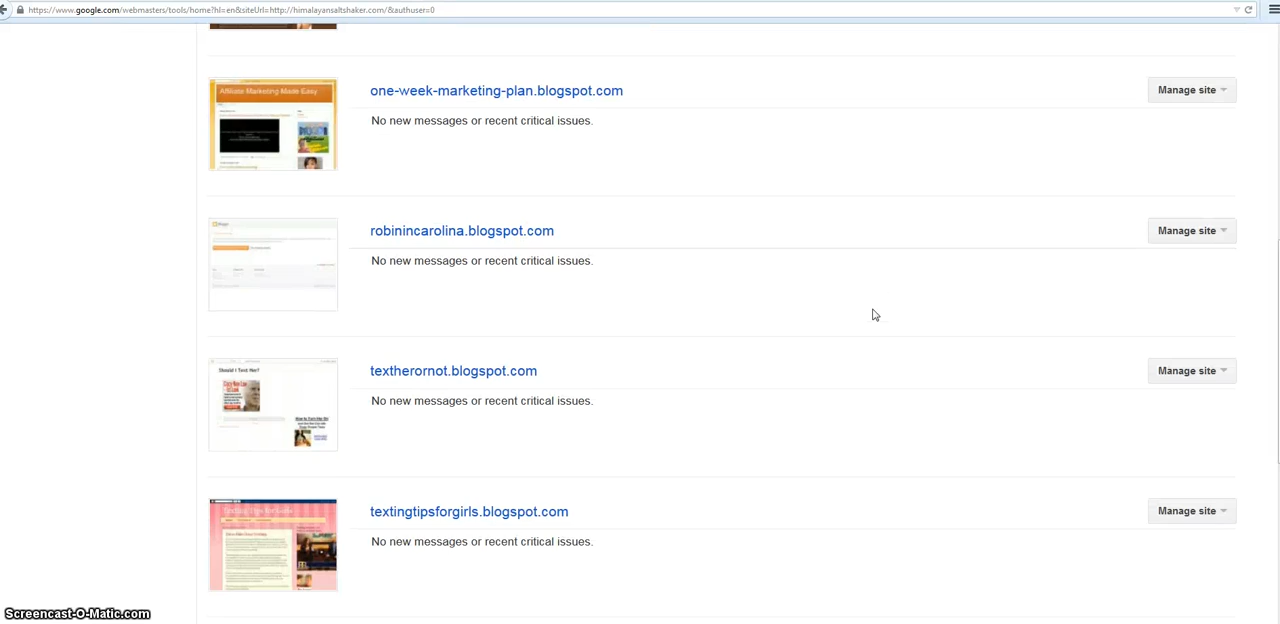 https://www.google.com/webmasters/tools/home?hl=en&siteUrl=http://himalayansaltshaker.com/&authuser=0
Affiliate Marketing Made Easy
one-week-marketing-plan.blogspot.com
Manage site
No new messages or recent critical issues.
robinincarolina.blogspot.com
Manage site
No new messages or recent critical issues.
textherornot.blogspot.com
Manage site
Should I Text Her?
No new messages or recent critical issues.
textingtipsforgirls.blogspot.com
Manage site
Texting Tips for Girls
No new messages or recent critical issues.
Screencast-O-Matic.com